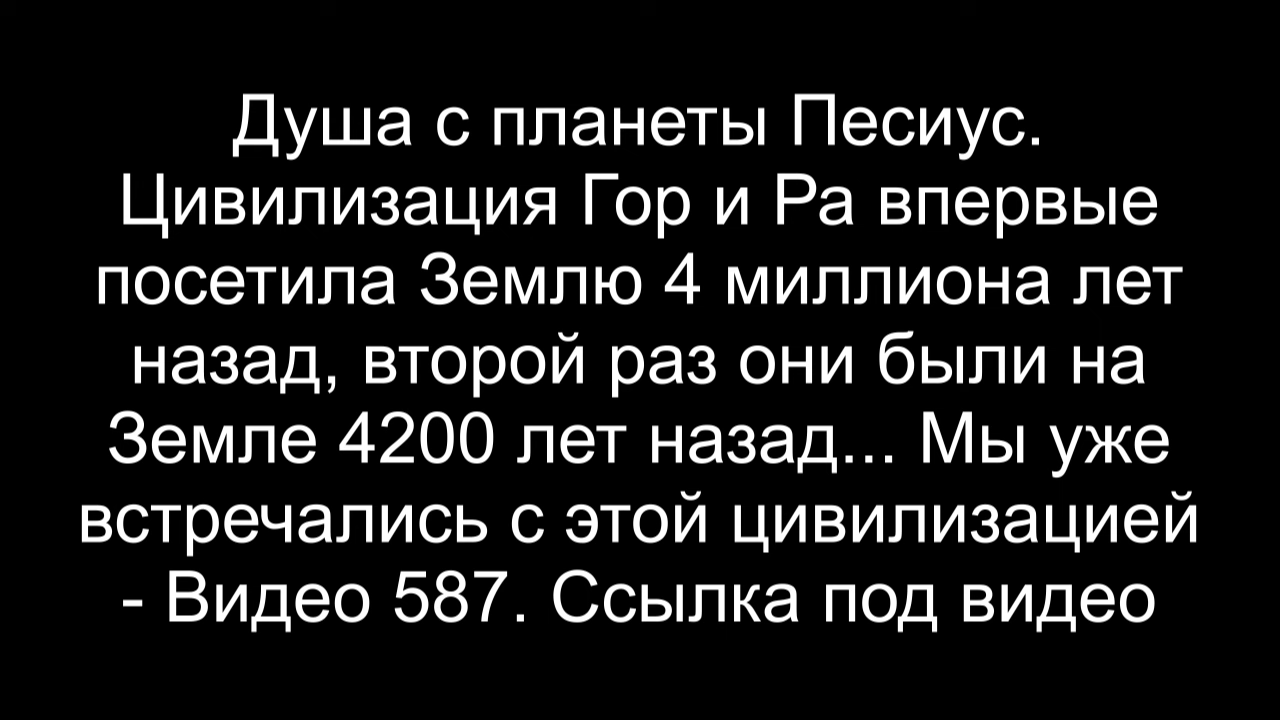 Душа с планеты Песиус.
Цивилизация Гор и Ра впервые
посетила Землю 4 миллиона лет
назад, второй раз они были на
Земле 4200 лет назад... Мы уже
встречались с этой цивилизацией
- Видео 587. Ссылка под видео